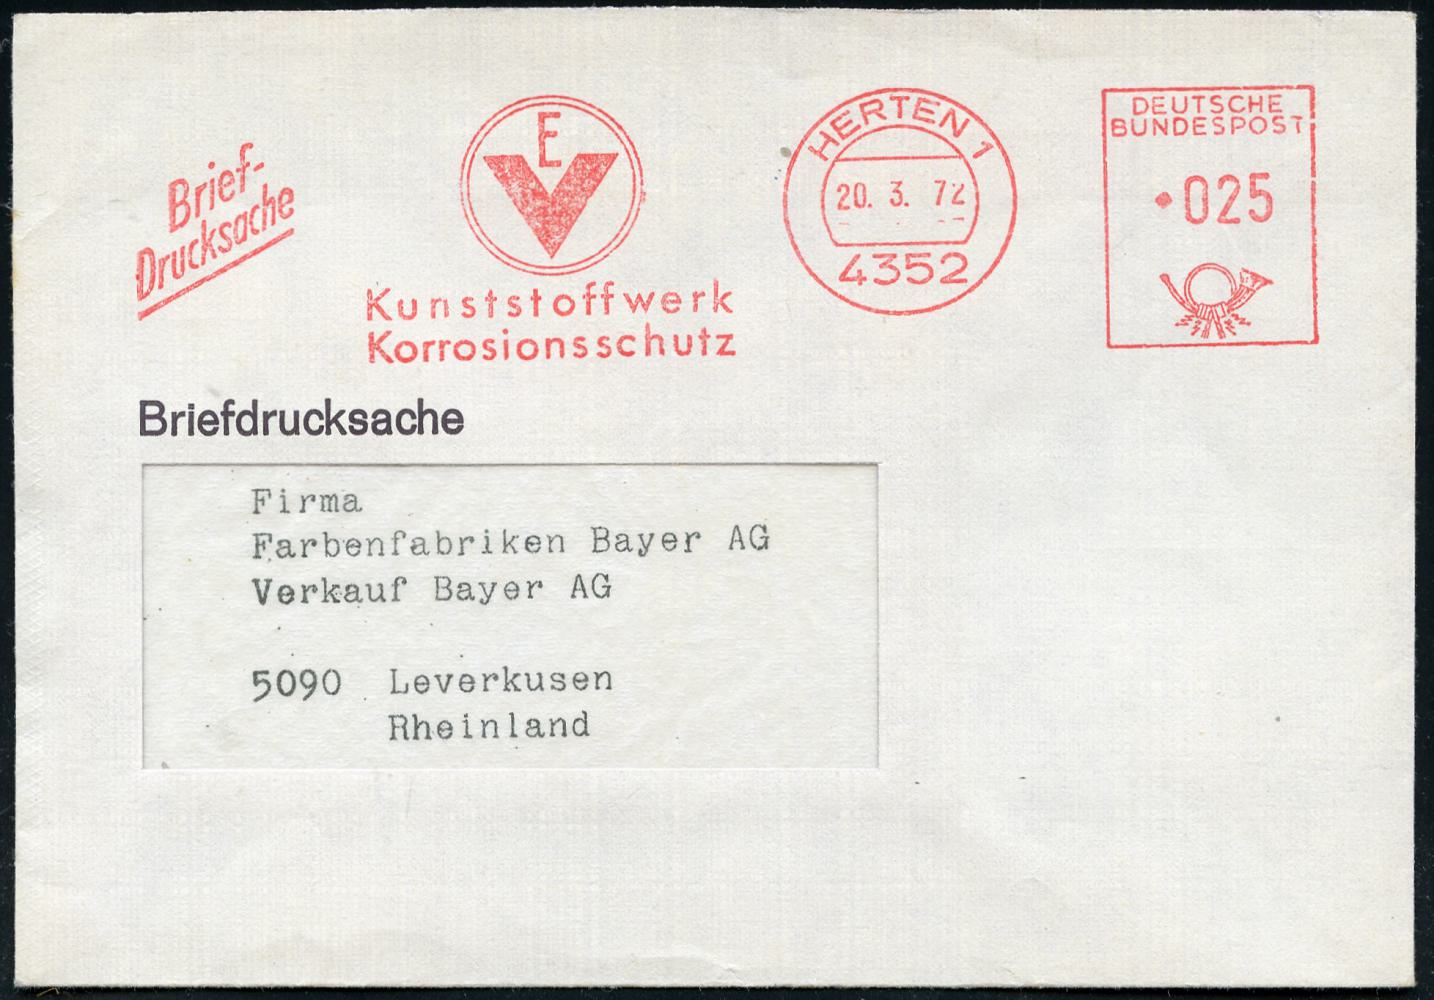 Brief-
Drucksache
E
V
Kunststoffwerk
Korrosionsschutz
HERTEN 1
20. 3. 72
4352
DEUTSCHE
BUNDESPOST
025
Briefdrucksache
Firma
Farbenfabriken Bayer AG
Verkauf Bayer AG
5090 Leverkusen
Rheinland